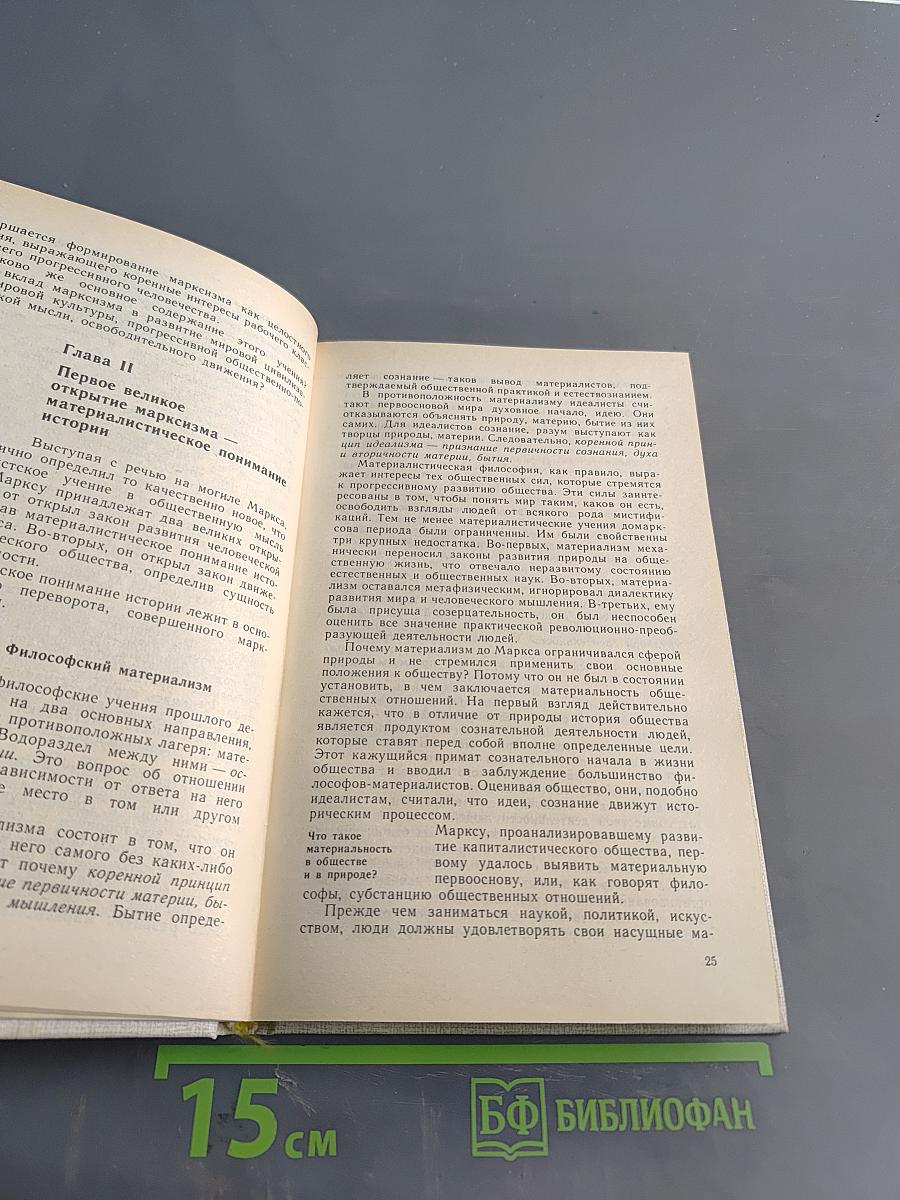 ршается формирование марксизма как целостного
ия, выражающего коренные интересы рабочего клас-
его прогрессивного человечества.
ково же основное содержание этого учения?
вклад марксизма в развитие мировой цивилиза-
ировой культуры, прогрессивной общественно-по-
кой мысли, освободительного движения?
Глава II
Первое великое
открытие марксизма —
материалистическое понимание
истории
Выступая с речью на могиле Маркса,
ично определил то качественно новое, что
стское учение в общественную мысль
Марксу принадлежат два великих откры-
от открыл закон развития человеческой
ав материалистическое понимание исто-
са. Во-вторых, он открыл закон движе-
еского общества, определив сущность
ности.
ское понимание истории лежит в осно-
о переворота, совершенного марк-
Философский материализм
философские учения прошлого де-
на два основных направления,
противоположных лагеря: мате-
Водораздел между ними — ос-
ии. Это вопрос об отношении
ависимости от ответа на него
е место в том или другом
лизма состоит в том, что он
него самого без каких-либо
т почему коренной принцип
ие первичности материи, бы-
мышления. Бытие опреде-
ляет сознание — таков вывод материалистов, под-
тверждаемый общественной практикой и естествознанием.
В противоположность материализму идеалисты счи-
тают первоосновой мира духовное начало, идею. Они
отказываются объяснять природу, материю, бытие из них
самих. Для идеалистов сознание, разум выступают как
творцы природы, материи. Следовательно, коренной прин-
цип идеализма — признание первичности сознания, духа
и вторичности материи, бытия.
Материалистическая философия, как правило, выра-
жает интересы тех общественных сил, которые стремятся
к прогрессивному развитию общества. Эти силы заинте-
ресованы в том, чтобы понять мир таким, каков он есть,
освободить взгляды людей от всякого рода мистифи-
каций. Тем не менее материалистические учения домарк-
сова периода были ограниченны. Им были свойственны
три крупных недостатка. Во-первых, материализм меха-
нически переносил законы развития природы на обще-
ственную жизнь, что отвечало неразвитому состоянию
естественных и общественных наук. Во-вторых, материа-
лизм оставался метафизическим, игнорировал диалектику
развития мира и человеческого мышления. В-третьих, ему
была присуща созерцательность, он был неспособен
оценить все значение практической революционно-преоб-
разующей деятельности людей.
Почему материализм до Маркса ограничивался сферой
природы и не стремился применить свои основные
положения к обществу? Потому что он не был в состоянии
установить, в чем заключается материальность обще-
ственных отношений. На первый взгляд действительно
кажется, что в отличие от природы история общества
является продуктом сознательной деятельности людей,
которые ставят перед собой вполне определенные цели.
Этот кажущийся примат сознательного начала в жизни
общества и вводил в заблуждение большинство фи-
лософов-материалистов. Оценивая общество, они, подобно
идеалистам, считали, что идеи, сознание движут исто-
рическим процессом.
Что такое
материальность
в обществе
и в природе?
Марксу, проанализировавшему разви-
тие капиталистического общества, пер-
вому удалось выявить материальную
первооснову, или, как говорят фило-
софы, субстанцию общественных отношений.
Прежде чем заниматься наукой, политикой, искус-
ством, люди должны удовлетворять свои насущные ма-
25
15 см
БФ БИБЛИОФАН